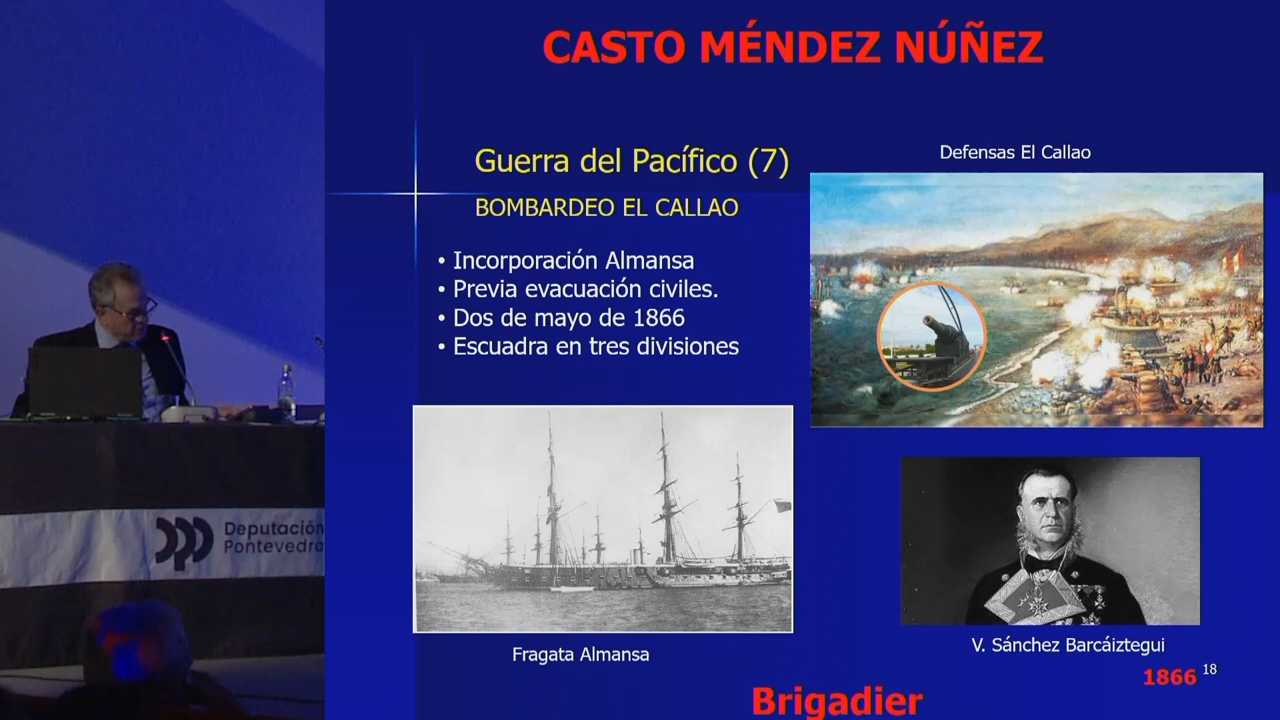 CASTO MÉNDEZ NÚÑEZ
Guerra del Pacífico (7)
BOMBARDEO EL CALLAO
• Incorporación Almansa
• Previa evacuación civiles.
• Dos de mayo de 1866
• Escuadra en tres divisiones
Defensas El Callao
Fragata Almansa
V. Sánchez Barcáiztegui
1866 18
Brigadier
Deputación
Pontevedra